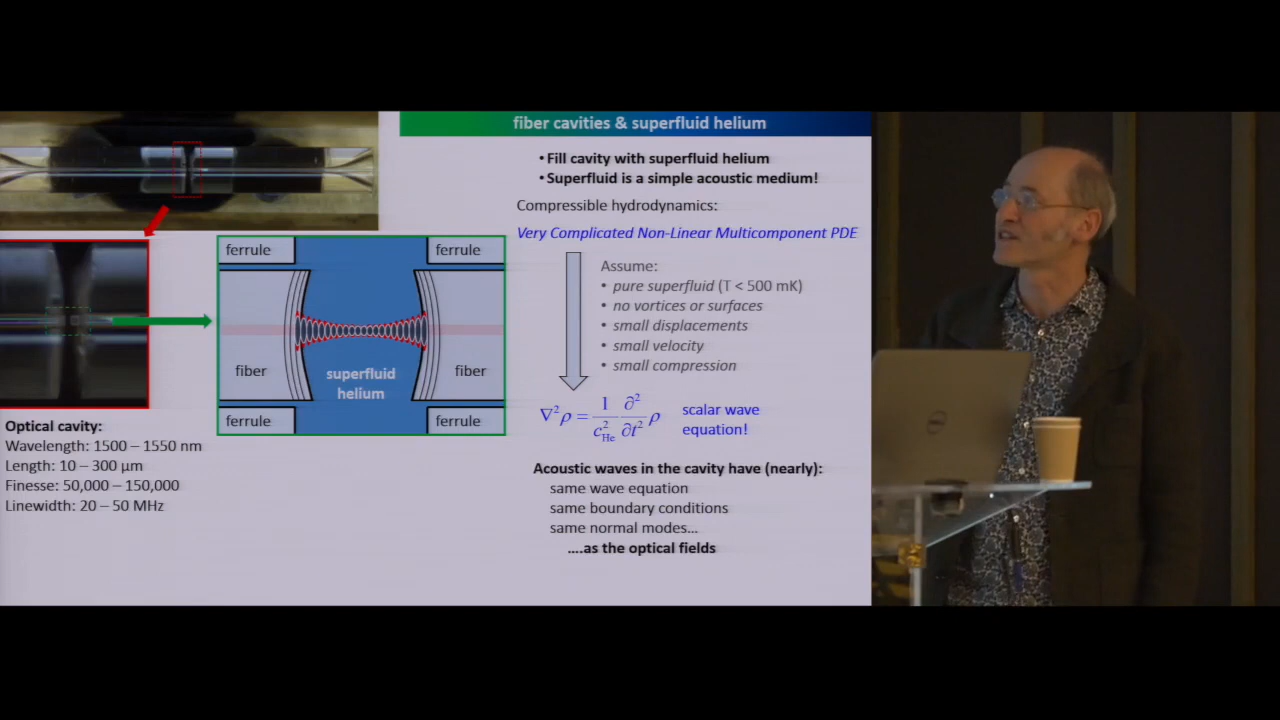 fiber cavities & superfluid helium
• Fill cavity with superfluid helium
• Superfluid is a simple acoustic medium!
Compressible hydrodynamics:
Very Complicated Non-Linear Multicomponent PDE
Assume:
• pure superfluid (T < 500 mK)
• no vortices or surfaces
• small displacements
• small velocity
• small compression
∇²ρ = 1/c²He ∂²/∂t² ρ
scalar wave
equation!
Acoustic waves in the cavity have (nearly):
same wave equation
same boundary conditions
same normal modes…
….as the optical fields
ferrule
ferrule
fiber
superfluid
helium
fiber
ferrule
ferrule
Optical cavity:
Wavelength: 1500 – 1550 nm
Length: 10 – 300 μm
Finesse: 50,000 – 150,000
Linewidth: 20 – 50 MHz
DELL